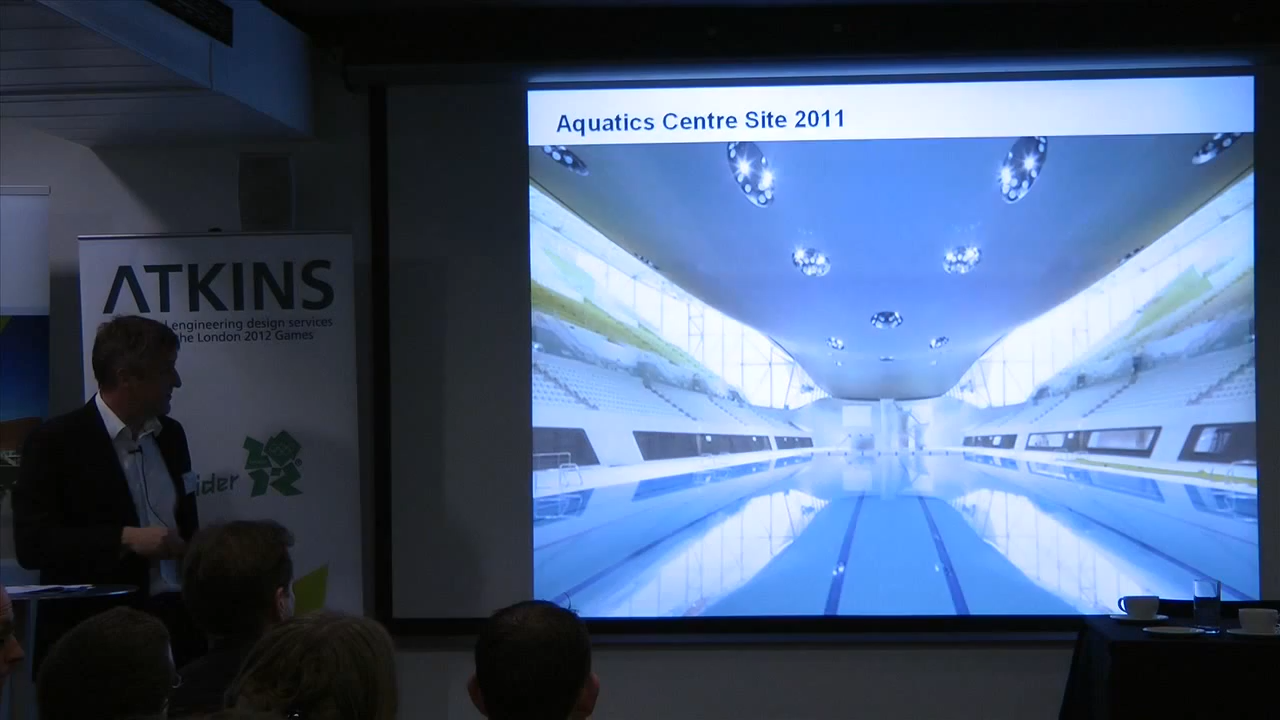 Aquatics Centre Site 2011
ATKINS
engineering design services
the London 2012 Games
ider